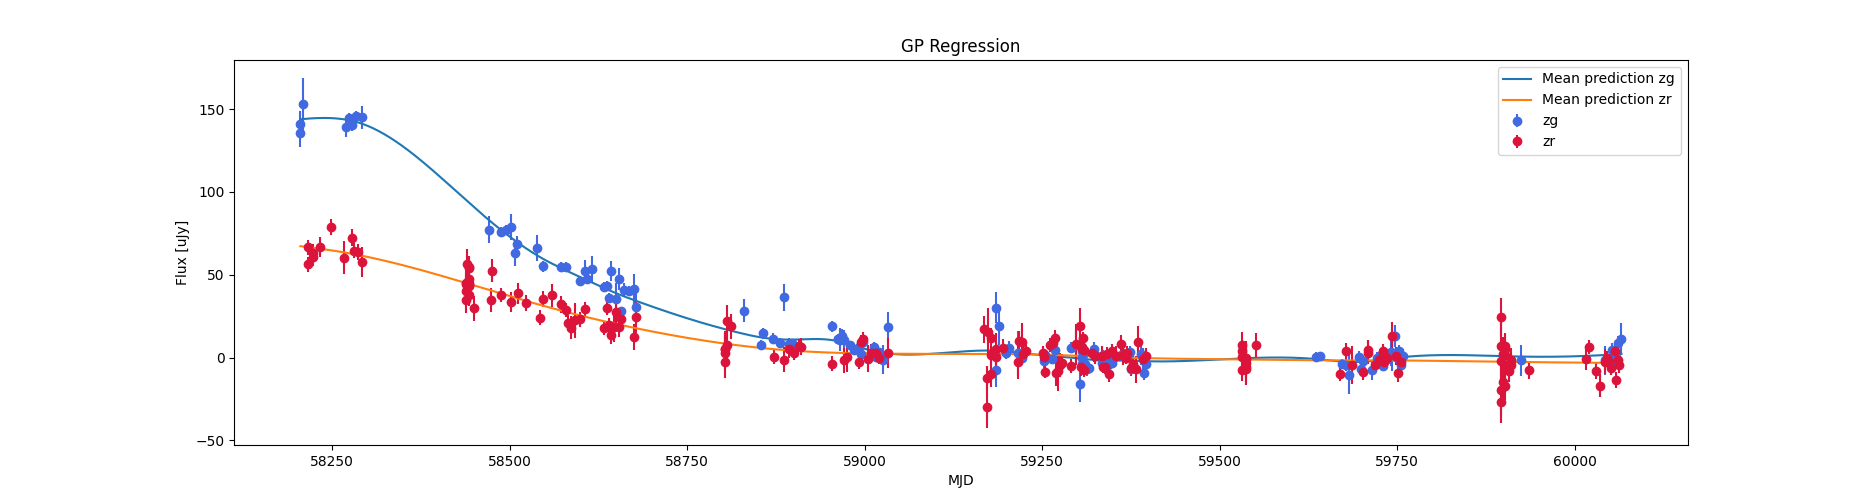 GP Regression
Mean prediction zg
Mean prediction zr
zg
zr
Flux [uJy]
150
100
50
0
−50
58250
58500
58750
59000
59250
59500
59750
60000
MJD